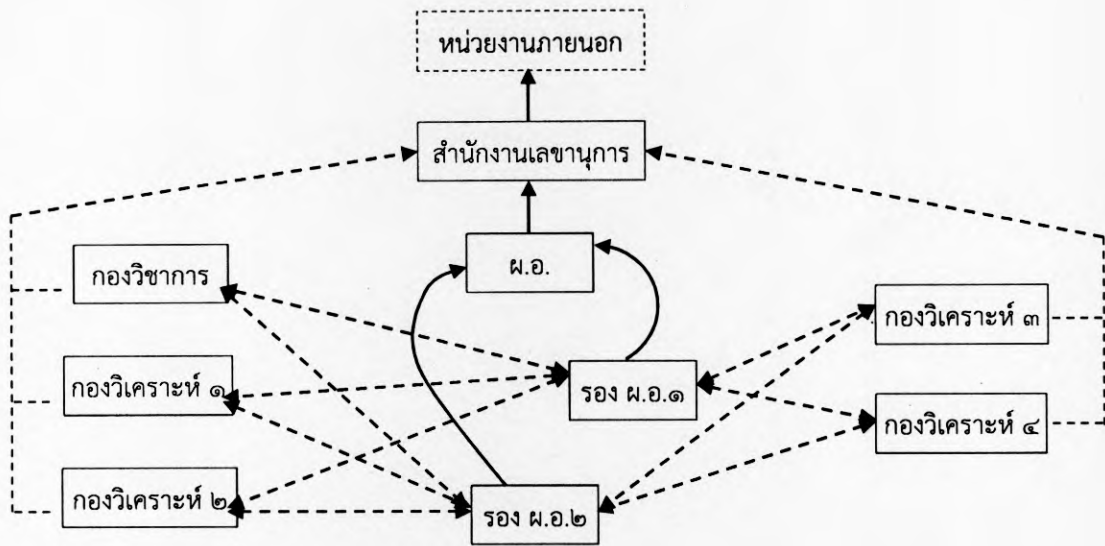 หน่วยงานภายนอก
สำนักงานเลขานุการ
ผ.อ.
กองวิชาการ
กองวิเคราะห์ ๓
กองวิเคราะห์ ๑
รอง ผ.อ.๑
กองวิเคราะห์ ๔
กองวิเคราะห์ ๒
รอง ผ.อ.๒